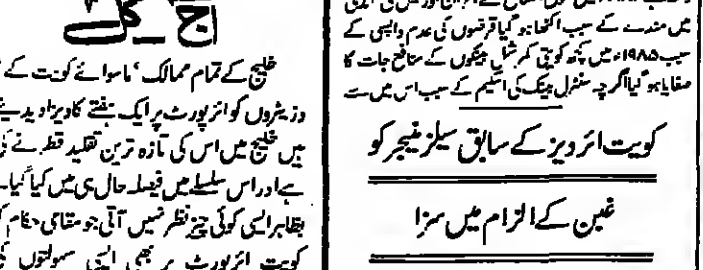 میں مندے کے سبب اکٹھا ہو گیا قرضوں کی عدم واپسی کے
سبب ۱۹۸۵ء میں کچھ کویتی کمرشل بینکوں کے منافع جات کا
صفایا ہو گیا اگرچہ سنٹرل بینک کی اسکیم کے سبب اس میں سے
کویت ائرویز کے سابق سیلز منیجر کو
غبن کے الزام میں سزا
آج کل
خلیج کے تمام ممالک ' ماسوائے کویت کے
وزیٹروں کو ائرپورٹ پر ایک ہفتے کا ویزا دیدیتے
ہیں خلیج میں اس کی تازہ ترین تقلید قطر نے کی
ہے اور اس سلسلے میں فیصلہ حال ہی میں کیا گیا۔
بظاہر ایسی کوئی چیز نظر نہیں آتی جو مقامی حکام
کویت ائرپورٹ پر بھی ایسی سہولتوں کی